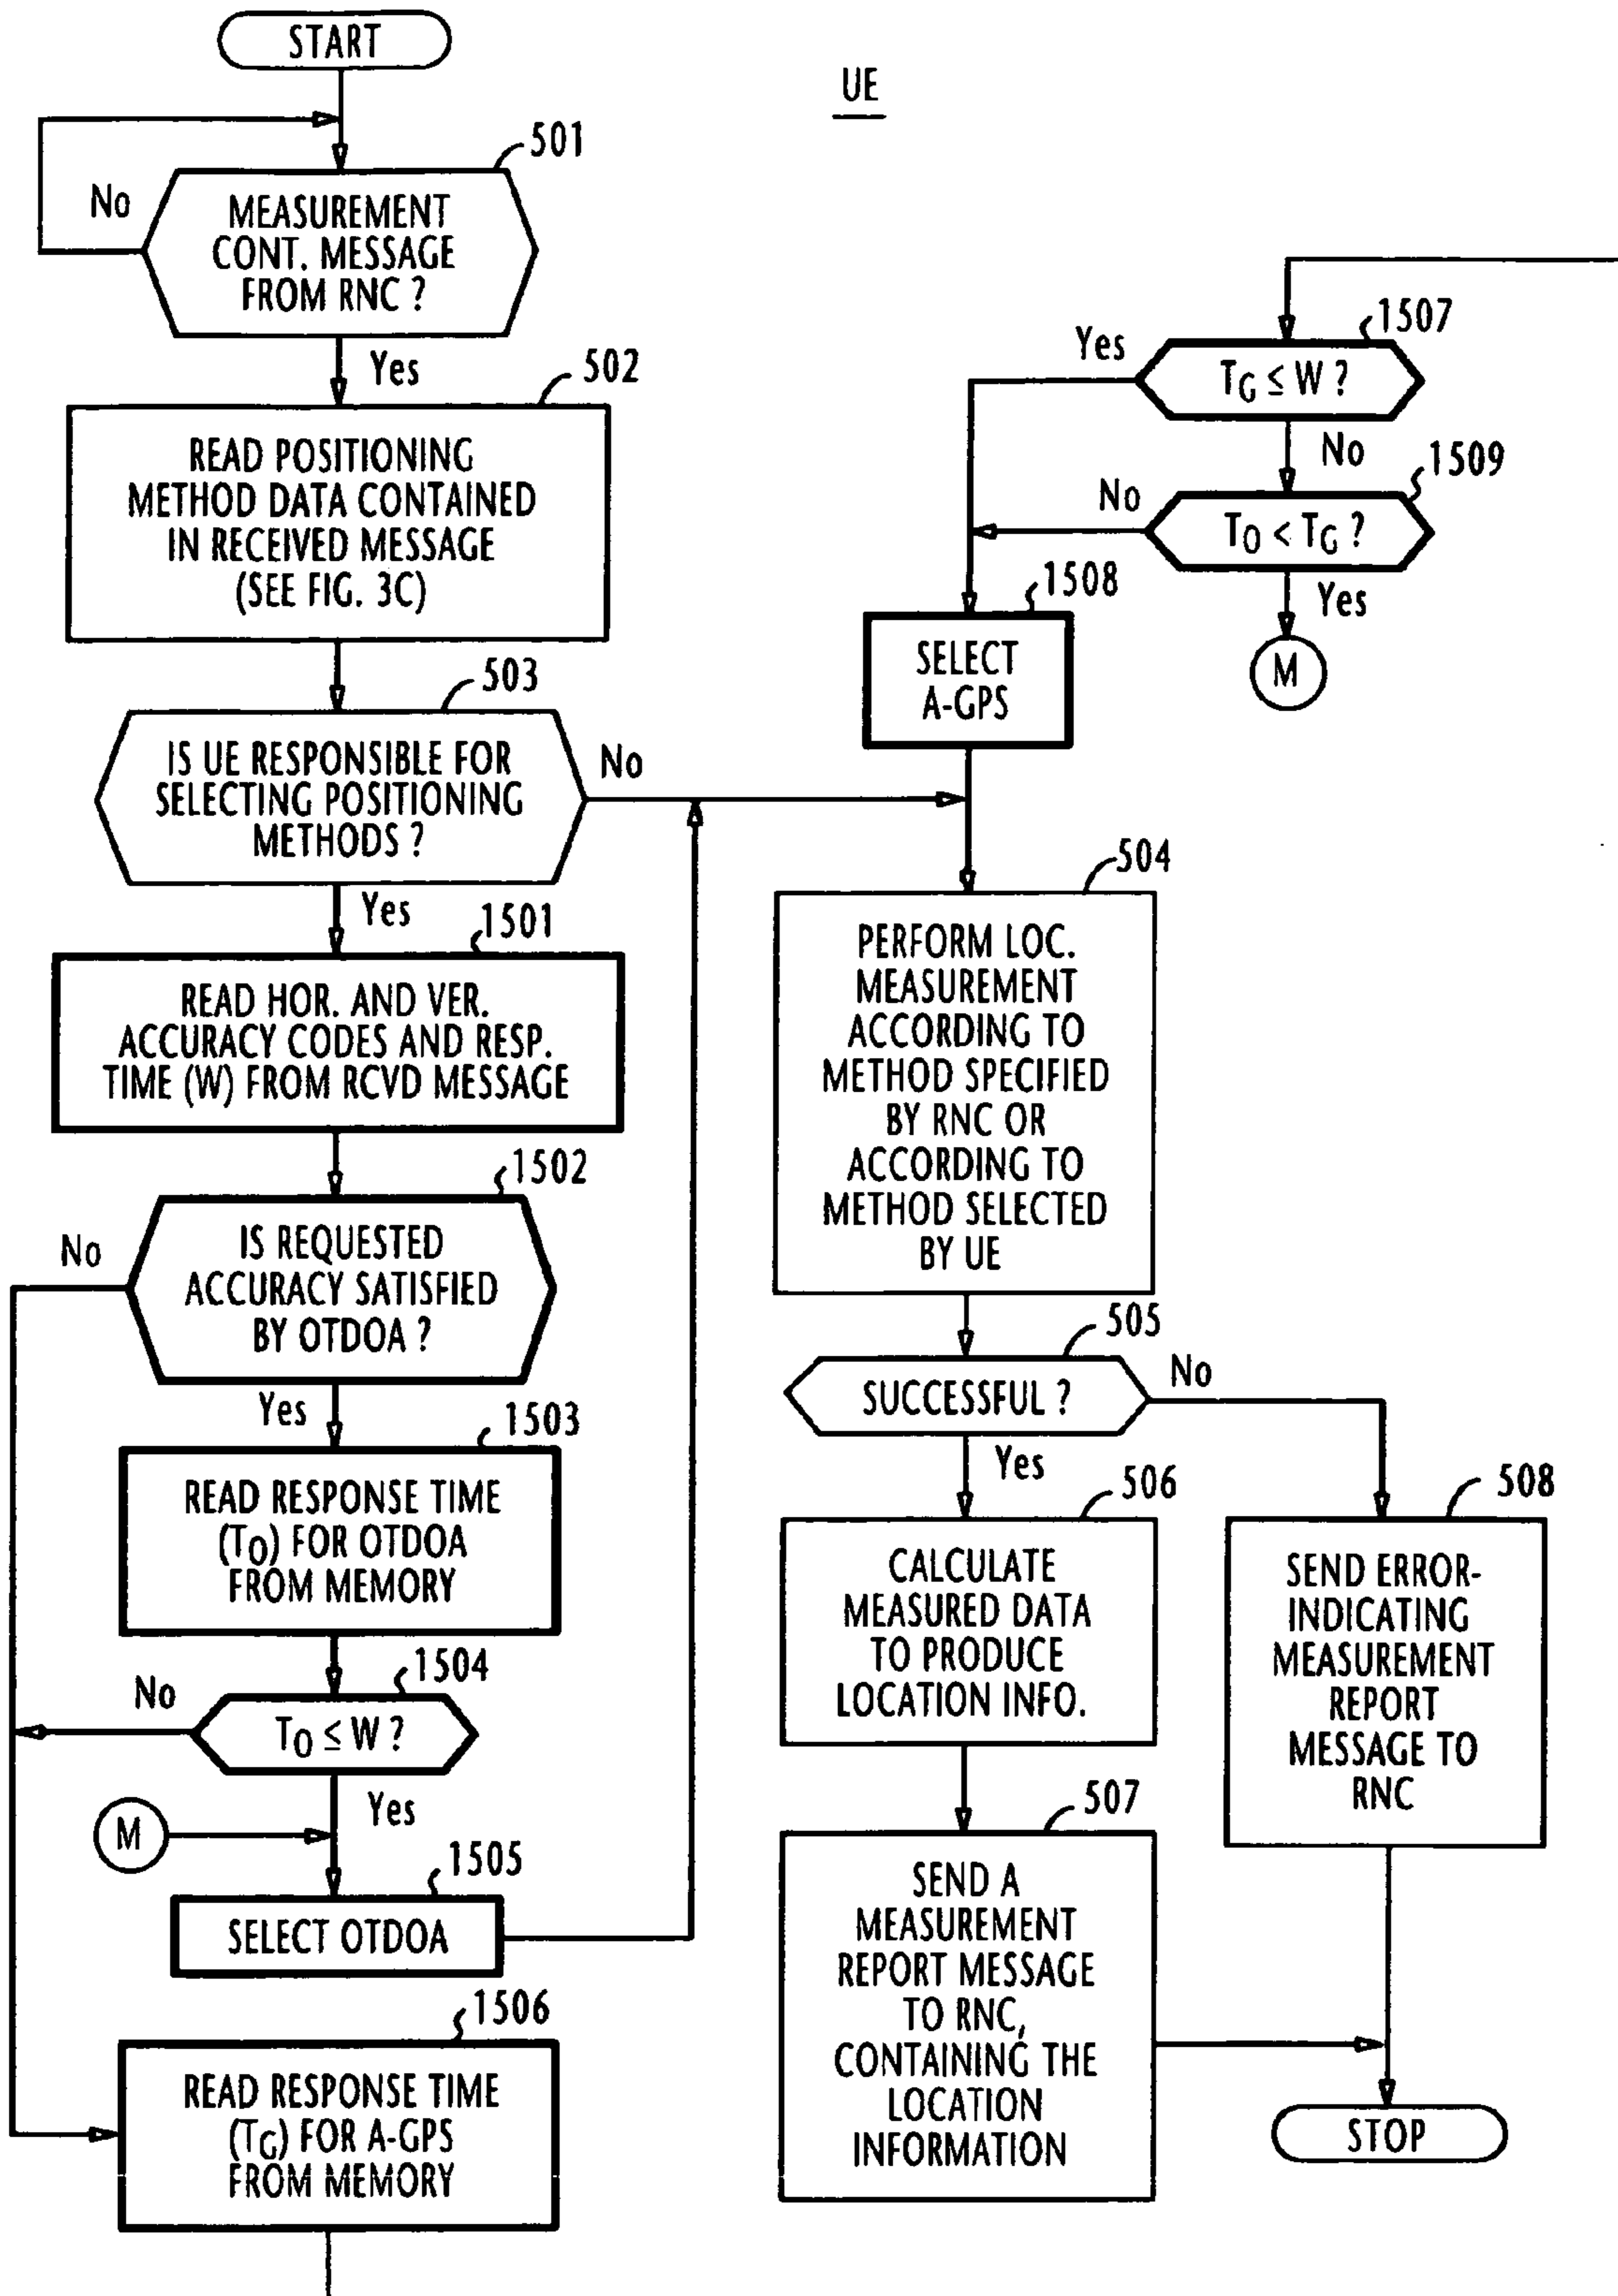 START
UE
501
No
MEASUREMENT
CONT. MESSAGE
FROM RNC ?
Yes
502
READ POSITIONING
METHOD DATA CONTAINED
IN RECEIVED MESSAGE
(SEE FIG. 3C)
503
IS UE RESPONSIBLE FOR
SELECTING POSITIONING
METHODS ?
No
Yes
1501
READ HOR. AND VER.
ACCURACY CODES AND RESP.
TIME (W) FROM RCVD MESSAGE
1502
No
IS REQUESTED
ACCURACY SATISFIED
BY OTDOA ?
Yes
1503
READ RESPONSE TIME
(TO) FOR OTDOA
FROM MEMORY
1504
No
TO ≤ W ?
Yes
M
1505
SELECT OTDOA
1506
READ RESPONSE TIME
(TG) FOR A-GPS
FROM MEMORY
1507
Yes
TG ≤ W ?
No
1509
No
TO < TG ?
Yes
M
1508
SELECT
A-GPS
504
PERFORM LOC.
MEASUREMENT
ACCORDING TO
METHOD SPECIFIED
BY RNC OR
ACCORDING TO
METHOD SELECTED
BY UE
505
SUCCESSFUL ?
No
Yes
506
CALCULATE
MEASURED DATA
TO PRODUCE
LOCATION INFO.
508
SEND ERROR-
INDICATING
MEASUREMENT
REPORT
MESSAGE TO
RNC
507
SEND A
MEASUREMENT
REPORT MESSAGE
TO RNC,
CONTAINING THE
LOCATION
INFORMATION
STOP